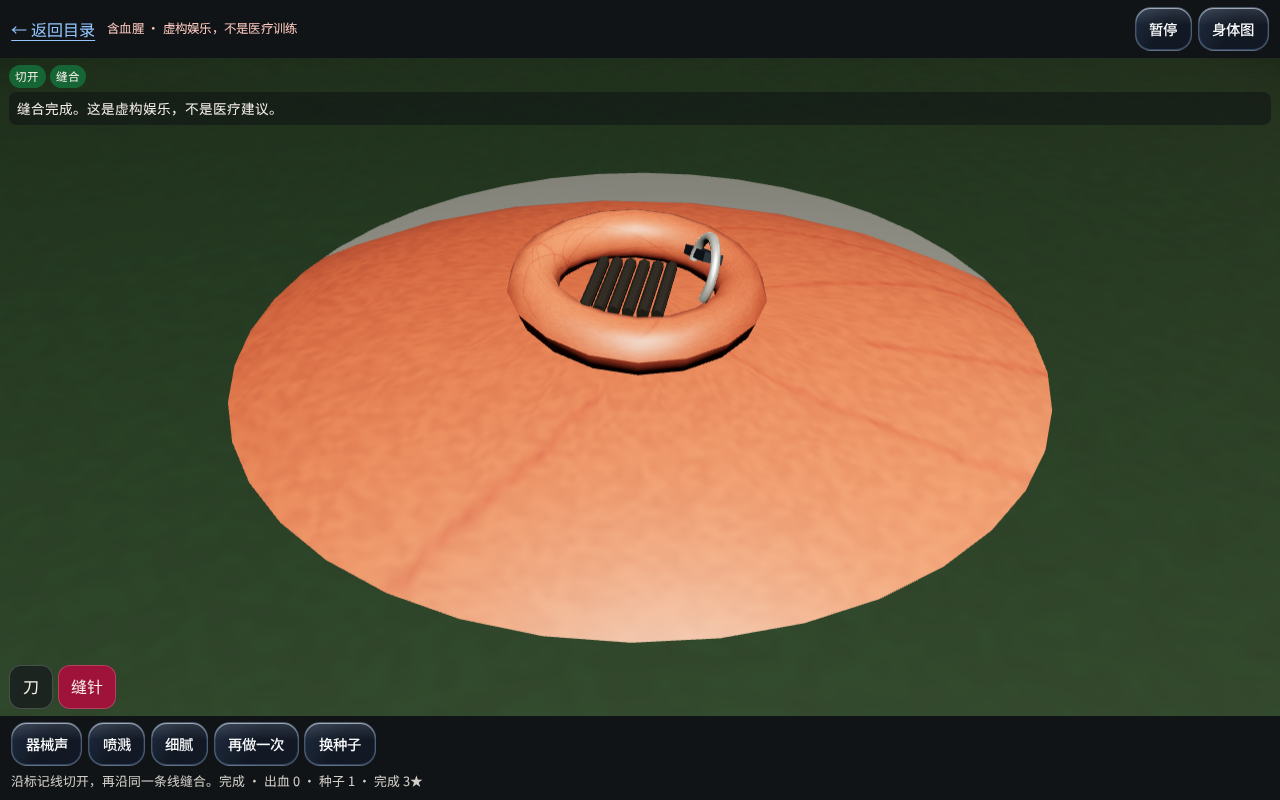 ← 返回目录
含血腥 · 虚构娱乐，不是医疗训练
暂停
身体图
切开
缝合
缝合完成。这是虚构娱乐，不是医疗建议。
刀
缝针
器械声
喷溅
细腻
再做一次
换种子
沿标记线切开，再沿同一条线缝合。完成 · 出血 0 · 种子 1 · 完成 3★